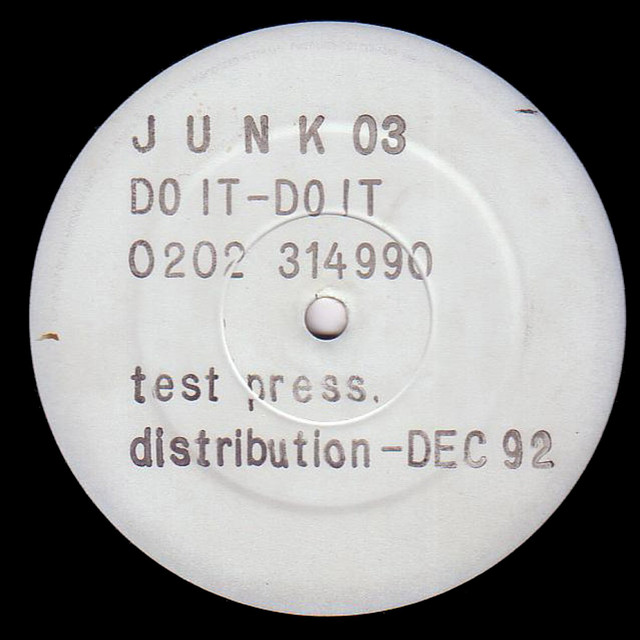 JUNK 03
DO IT-DO IT
0202 314990
test press.
distribution-DEC 92